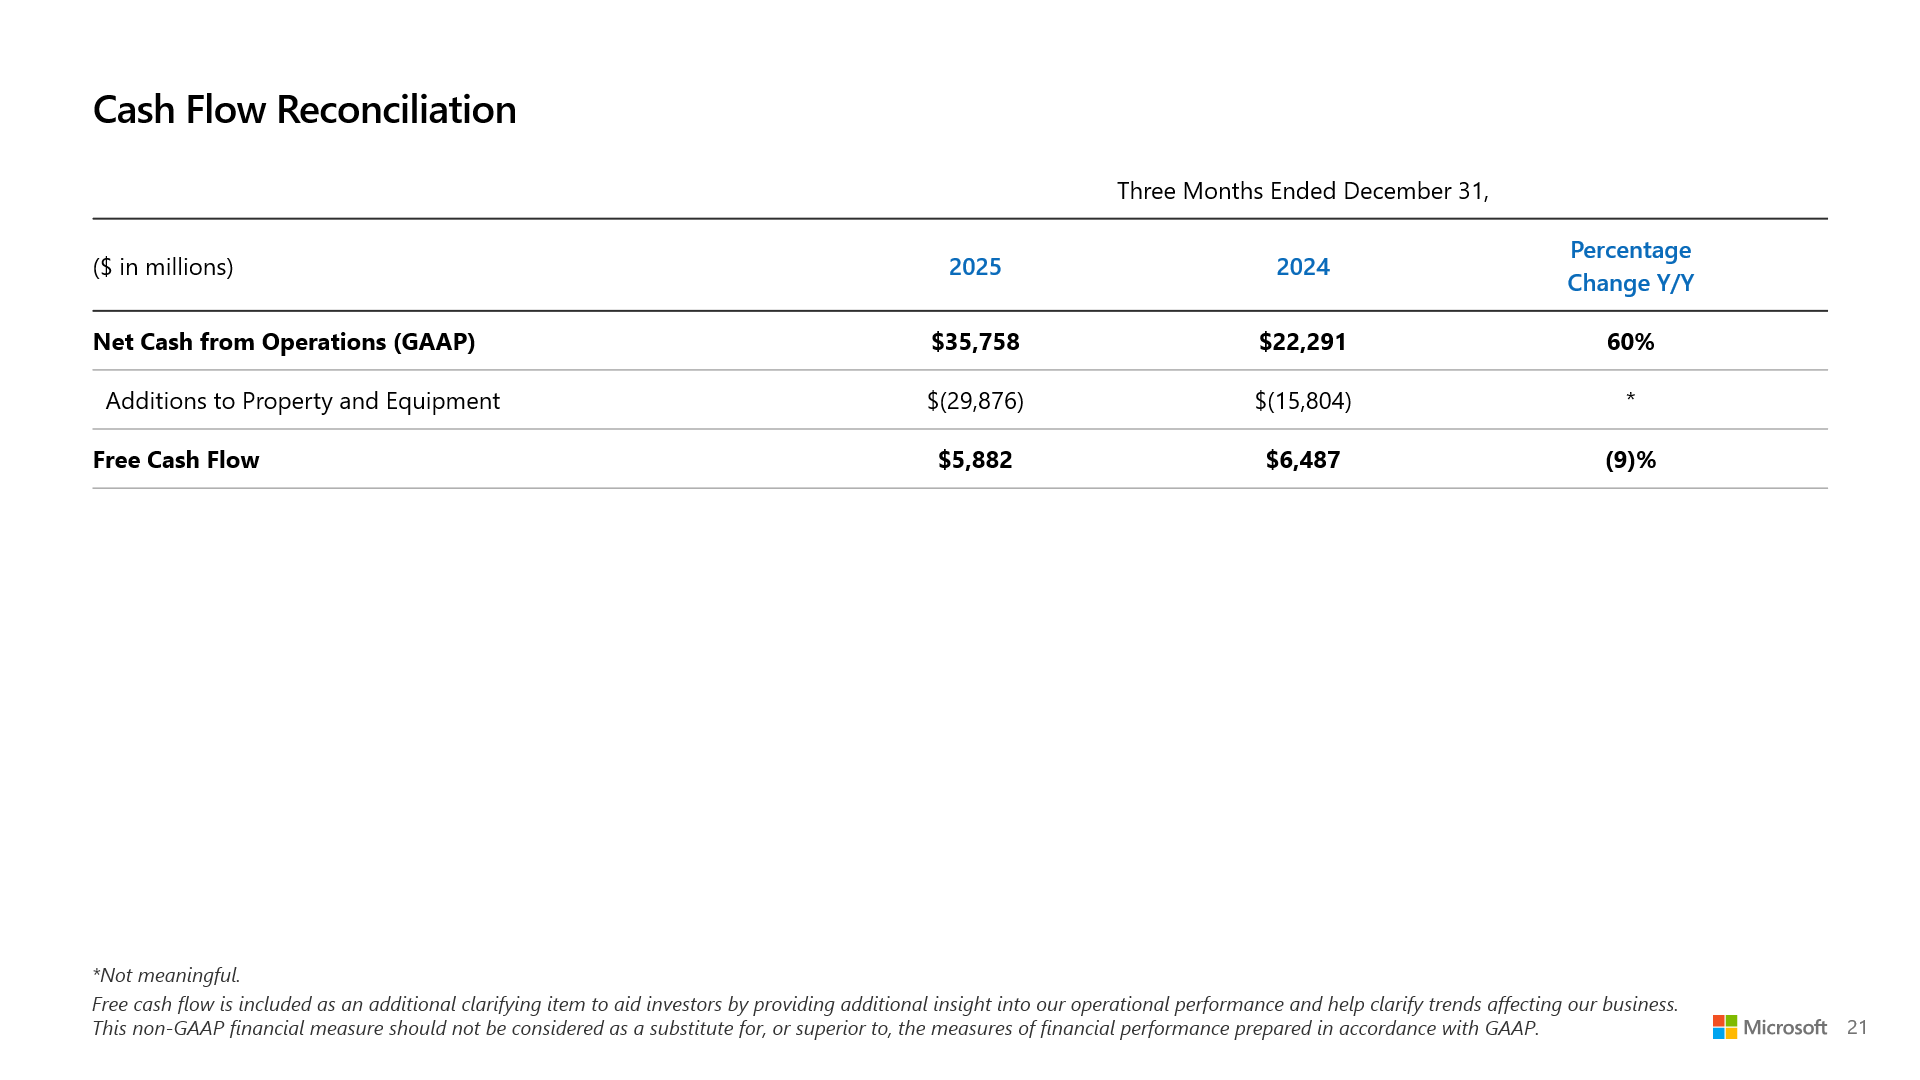 Cash Flow Reconciliation
Three Months Ended December 31,
($ in millions) 2025 2024 Percentage Change Y/Y
Net Cash from Operations (GAAP) $35,758 $22,291 60%
Additions to Property and Equipment $(29,876) $(15,804) *
Free Cash Flow $5,882 $6,487 (9)%
*Not meaningful.
Free cash flow is included as an additional clarifying item to aid investors by providing additional insight into our operational performance and help clarify trends affecting our business.
This non-GAAP financial measure should not be considered as a substitute for, or superior to, the measures of financial performance prepared in accordance with GAAP.
Microsoft 21